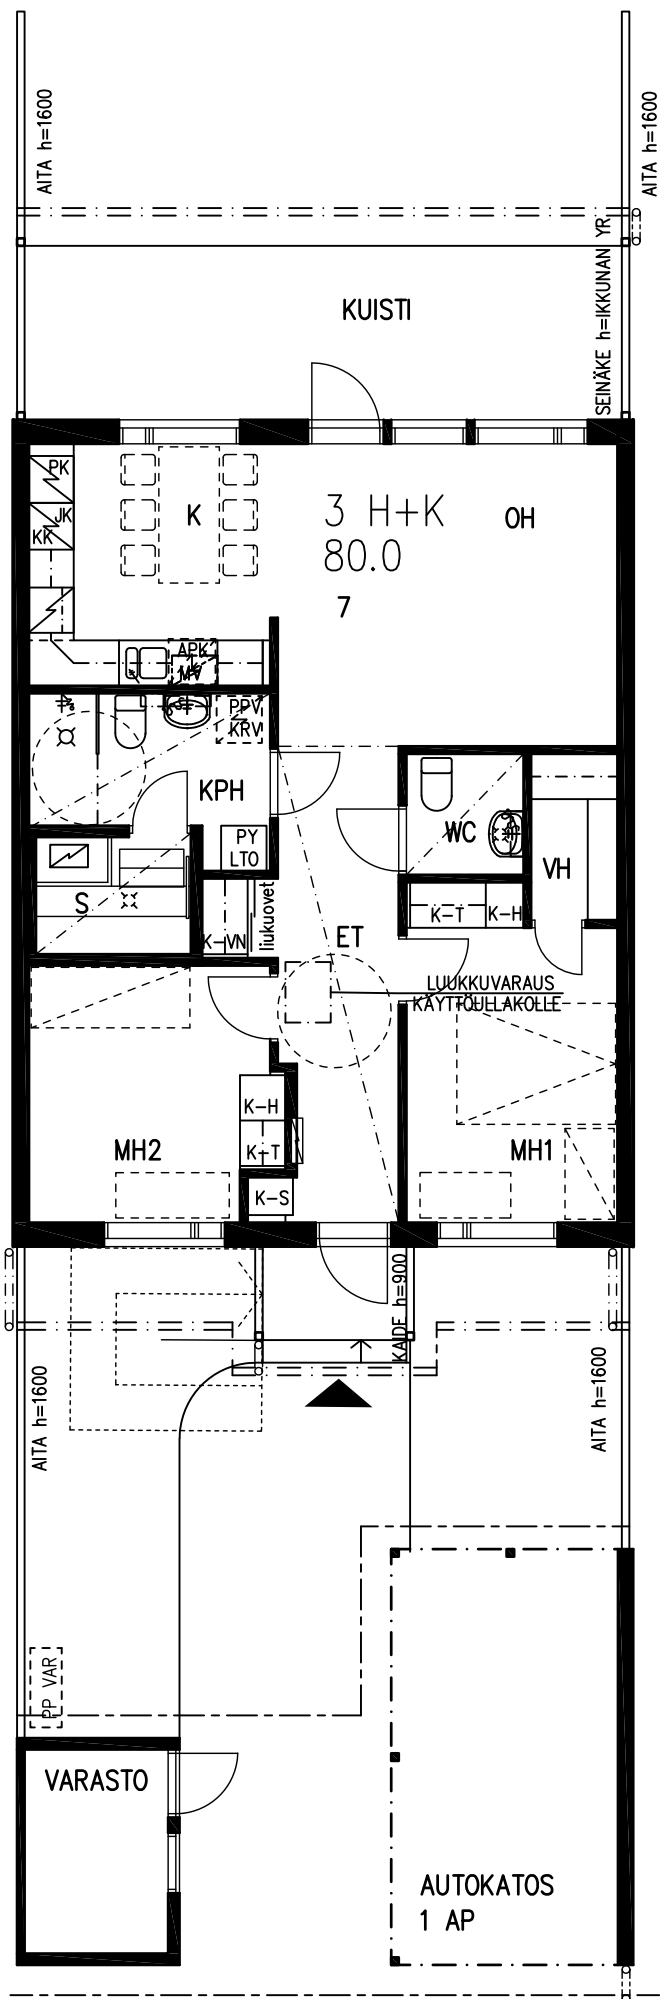 AITA h=1600
AITA h=1600
SEINÄKE h=IKKUNAN YR
KUISTI
PK
JK
KK
K
3 H+K
80.0
7
OH
APK
MV
PPV
KRV
KPH
PY
LTO
WC
VH
S
K-VN
liukuovet
K-T
K-H
ET
LUUKKUVARAUS
KÄYTTÖULLAKOLLE
K-H
K-T
MH2
MH1
K-S
KAIDE h=900
AITA h=1600
AITA h=1600
PP VAR
VARASTO
AUTOKATOS
1 AP